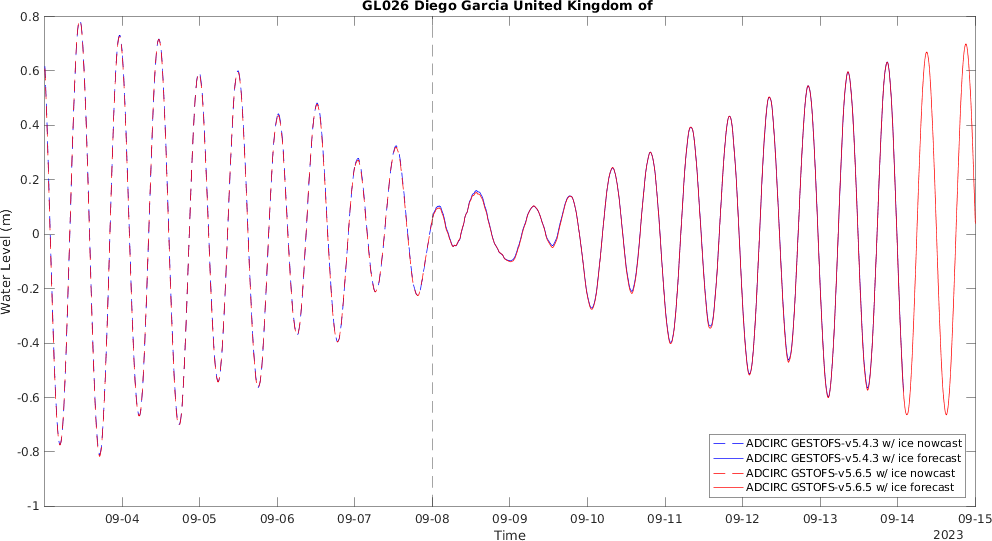 GL026 Diego Garcia United Kingdom of
Water Level (m)
0.8
0.6
0.4
0.2
0
-0.2
-0.4
-0.6
-0.8
-1
ADCIRC GESTOFS-v5.4.3 w/ ice nowcast
ADCIRC GESTOFS-v5.4.3 w/ ice forecast
ADCIRC GSTOFS-v5.6.5 w/ ice nowcast
ADCIRC GSTOFS-v5.6.5 w/ ice forecast
09-04 09-05 09-06 09-07 09-08 09-09 09-10 09-11 09-12 09-13 09-14 09-15
Time
2023